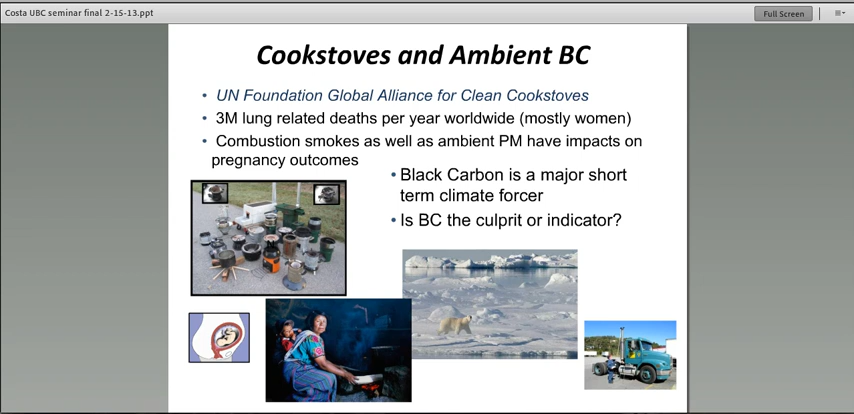 Costa UBC seminar final 2-15-13.ppt
Full Screen
Cookstoves and Ambient BC
• UN Foundation Global Alliance for Clean Cookstoves
• 3M lung related deaths per year worldwide (mostly women)
• Combustion smokes as well as ambient PM have impacts on
pregnancy outcomes
• Black Carbon is a major short
term climate forcer
• Is BC the culprit or indicator?